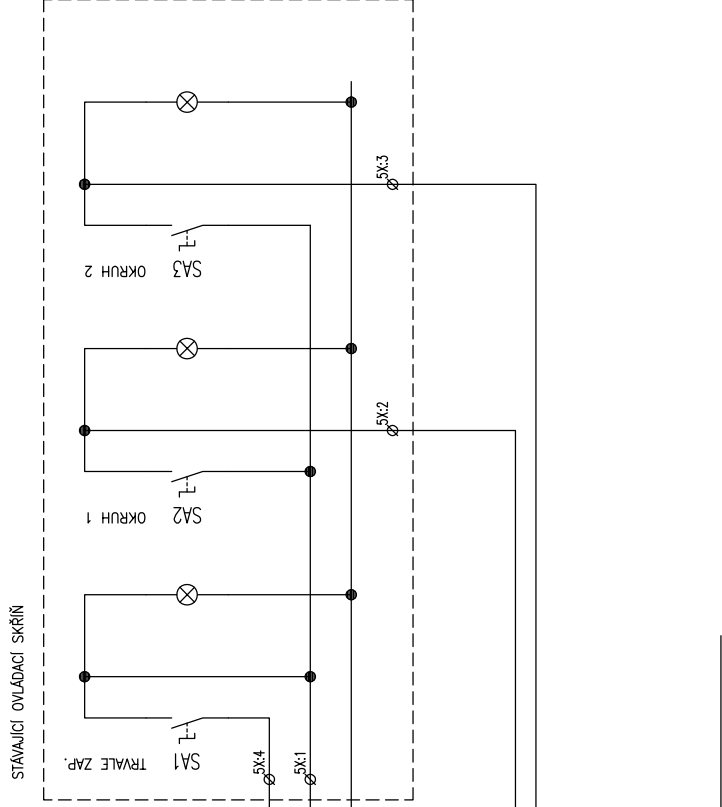 5X:3
OKRUH 2
SA3
5X:2
OKRUH 1
SA2
STÁVAJÍCÍ OVLÁDACÍ SKŘÍŇ
TRVALE ZAP.
SA1
5X:4
5X:1